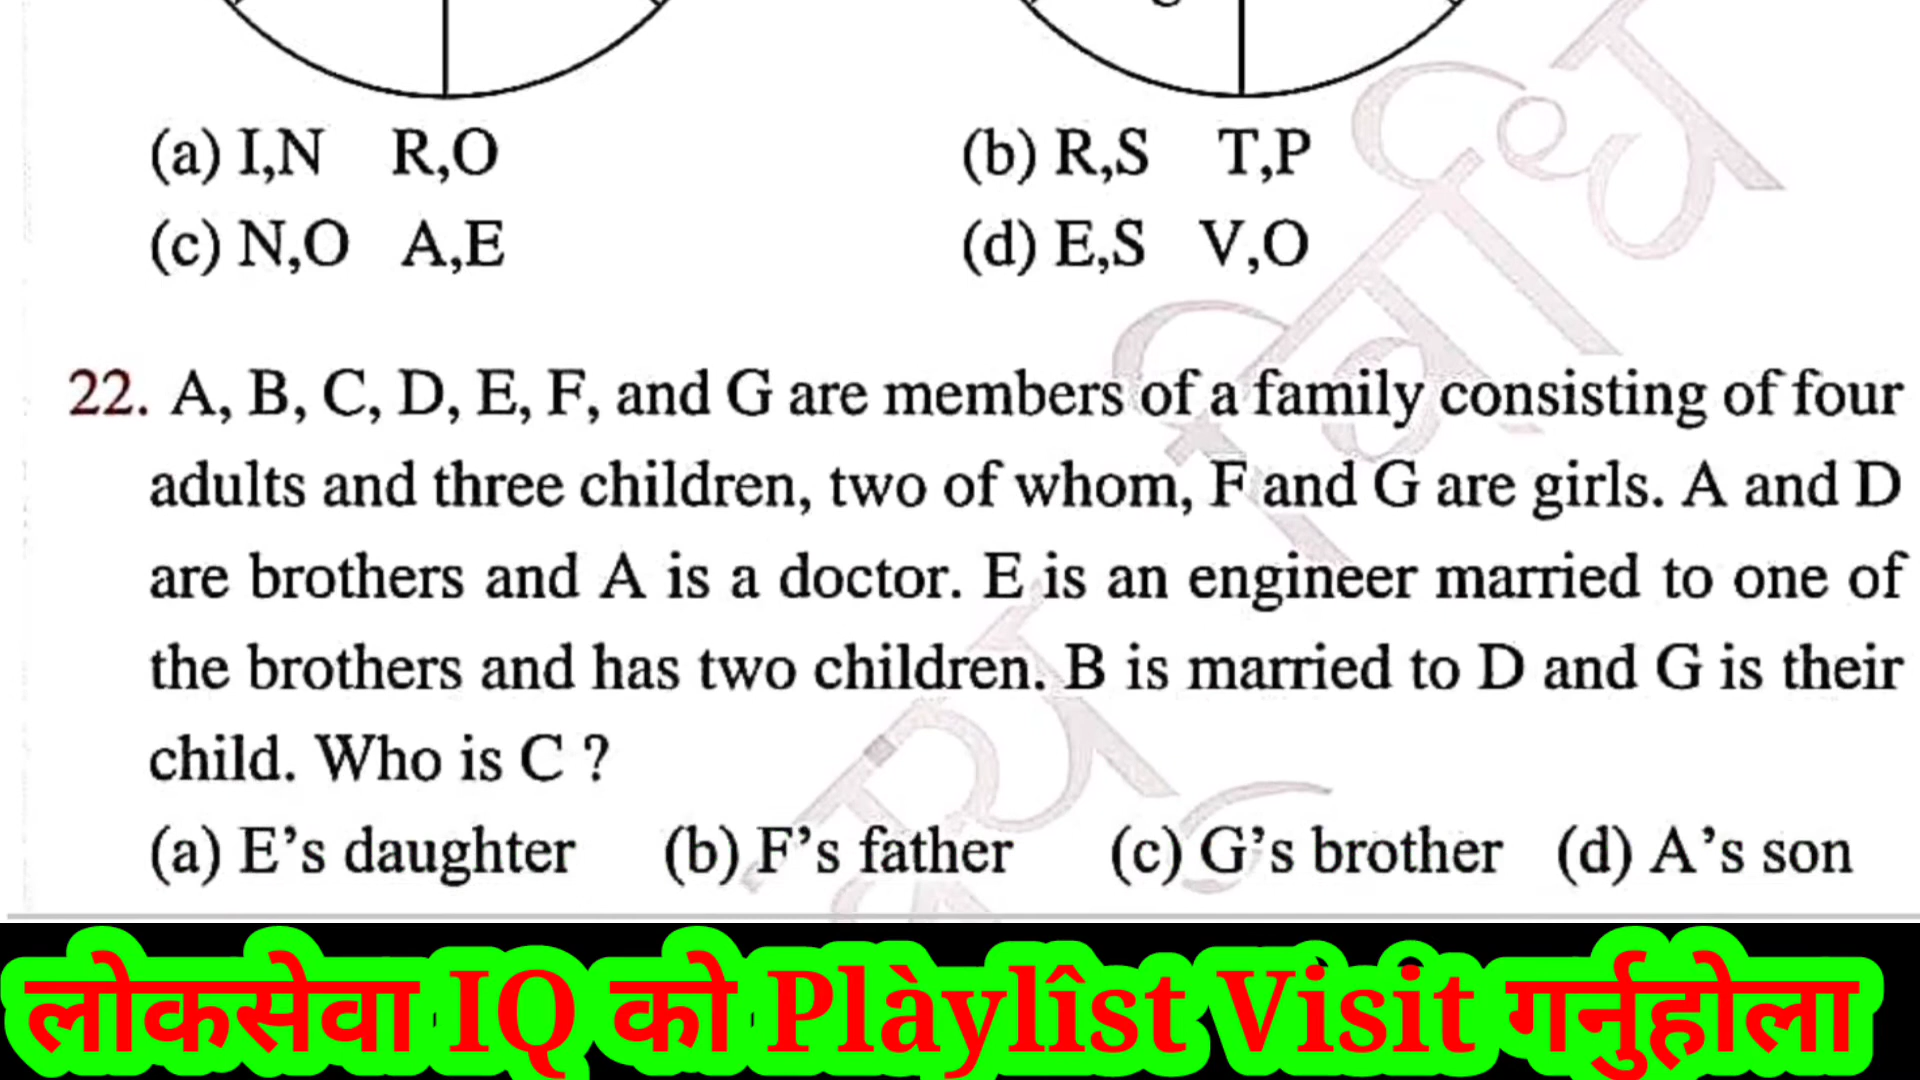 (a) I,N R,O (b) R,S T,P
(c) N,O A,E (d) E,S V,O
22. A, B, C, D, E, F, and G are members of a family consisting of four
adults and three children, two of whom, F and G are girls. A and D
are brothers and A is a doctor. E is an engineer married to one of
the brothers and has two children. B is married to D and G is their
child. Who is C ?
(a) E’s daughter (b) F’s father (c) G’s brother (d) A’s son
लोकसेवा IQ को Plàylîst Visit गर्नुहोला